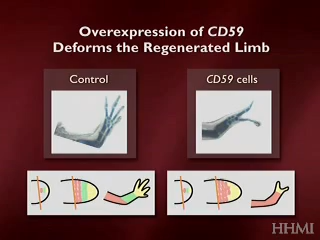 Overexpression of CD59
Deforms the Regenerated Limb
Control
CD59 cells
HHMI